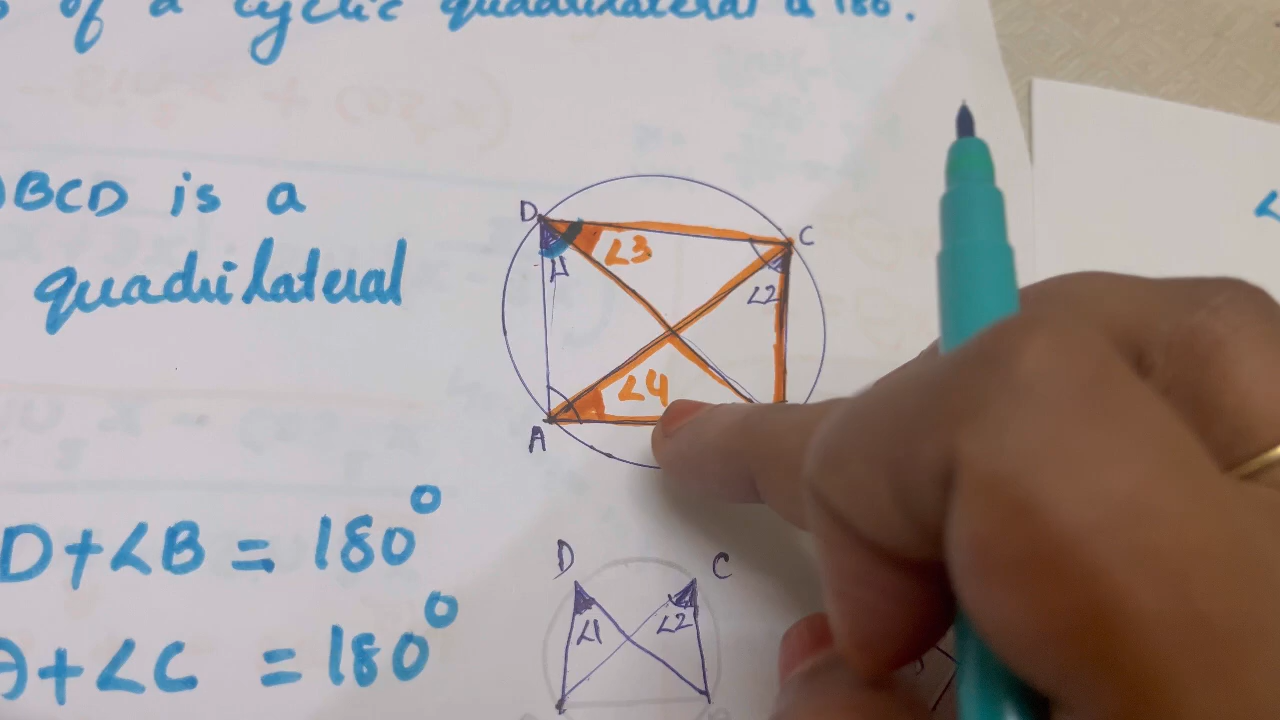 of a cyclic quadrilateral is 180°.
BCD is a
quadrilateral
D
C
∠3
∠1
∠2
∠4
A
D+∠B = 180°
A+∠C = 180°
D
C
∠1
∠2